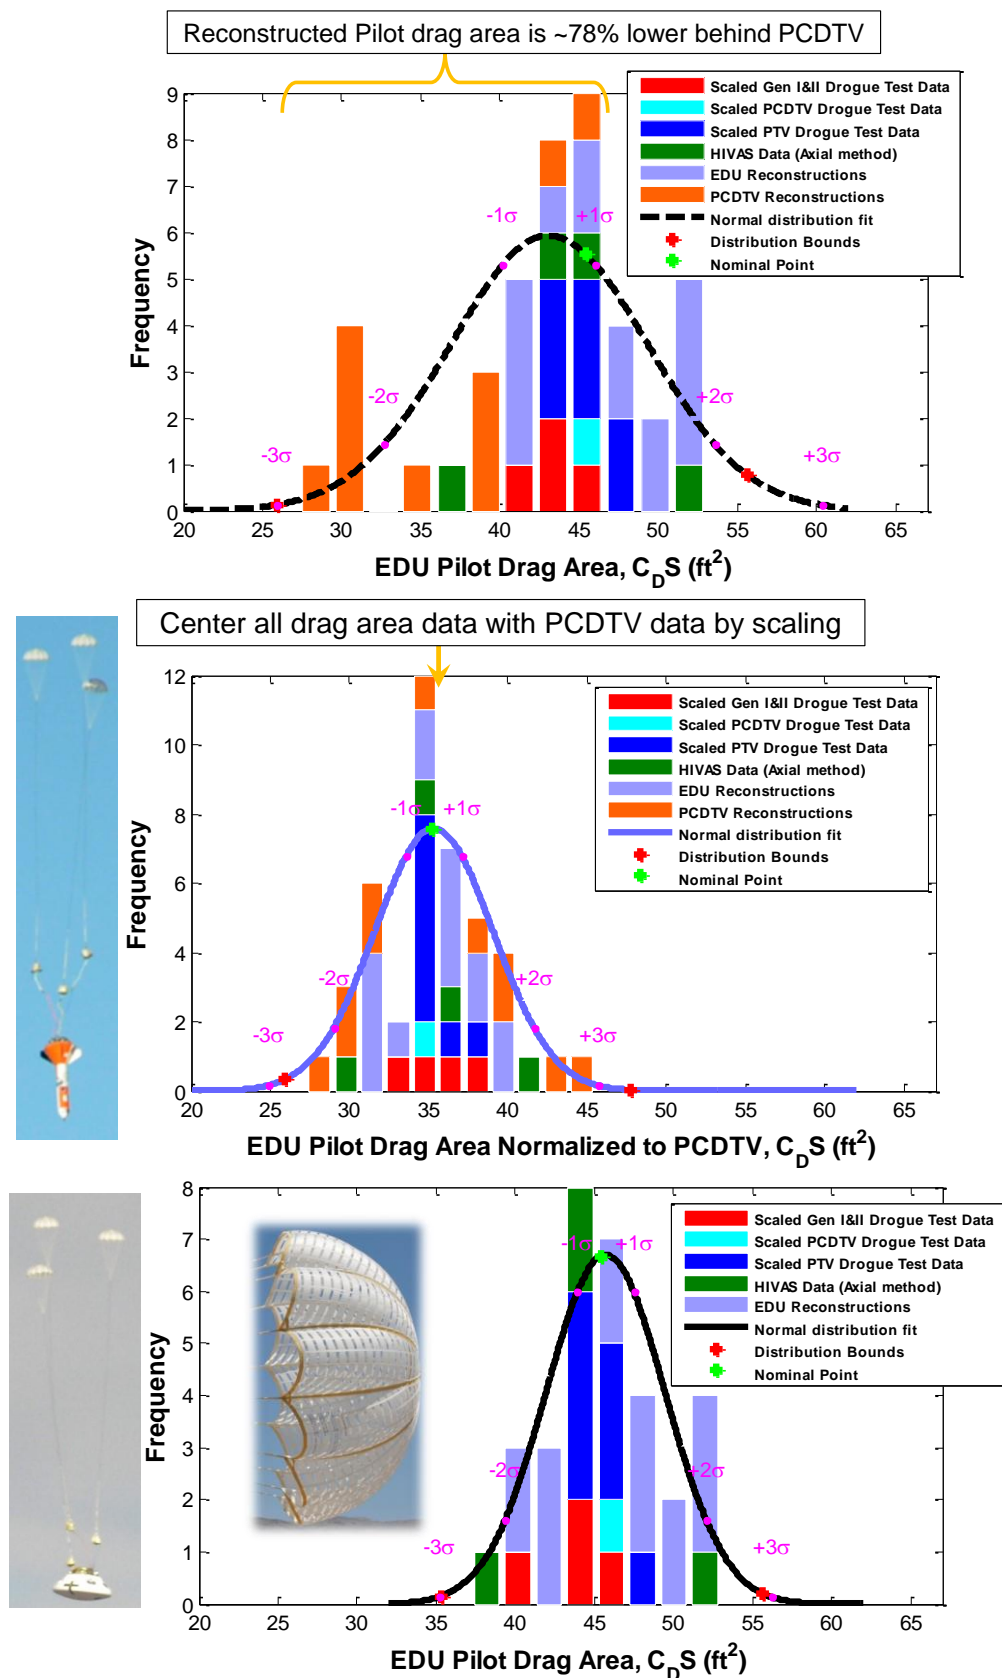 Reconstructed Pilot drag area is ~78% lower behind PCDTV
Scaled Gen I&II Drogue Test Data
Scaled PCDTV Drogue Test Data
Scaled PTV Drogue Test Data
HIVAS Data (Axial method)
EDU Reconstructions
PCDTV Reconstructions
Normal distribution fit
Distribution Bounds
Nominal Point
9
8
7
6
5
4
3
2
1
0
Frequency
-3σ
-2σ
-1σ
+1σ
+2σ
+3σ
20 25 30 35 40 45 50 55 60 65
EDU Pilot Drag Area, C_DS (ft²)
Center all drag area data with PCDTV data by scaling
Scaled Gen I&II Drogue Test Data
Scaled PCDTV Drogue Test Data
Scaled PTV Drogue Test Data
HIVAS Data (Axial method)
EDU Reconstructions
PCDTV Reconstructions
Normal distribution fit
Distribution Bounds
Nominal Point
12
10
8
6
4
2
0
Frequency
-3σ
-2σ
-1σ
+1σ
+2σ
+3σ
20 25 30 35 40 45 50 55 60 65
EDU Pilot Drag Area Normalized to PCDTV, C_DS (ft²)
Scaled Gen I&II Drogue Test Data
Scaled PCDTV Drogue Test Data
Scaled PTV Drogue Test Data
HIVAS Data (Axial method)
EDU Reconstructions
Normal distribution fit
Distribution Bounds
Nominal Point
8
7
6
5
4
3
2
1
0
Frequency
-3σ
-2σ
-1σ
+1σ
+2σ
+3σ
20 25 30 35 40 45 50 55 60 65
EDU Pilot Drag Area, C_DS (ft²)